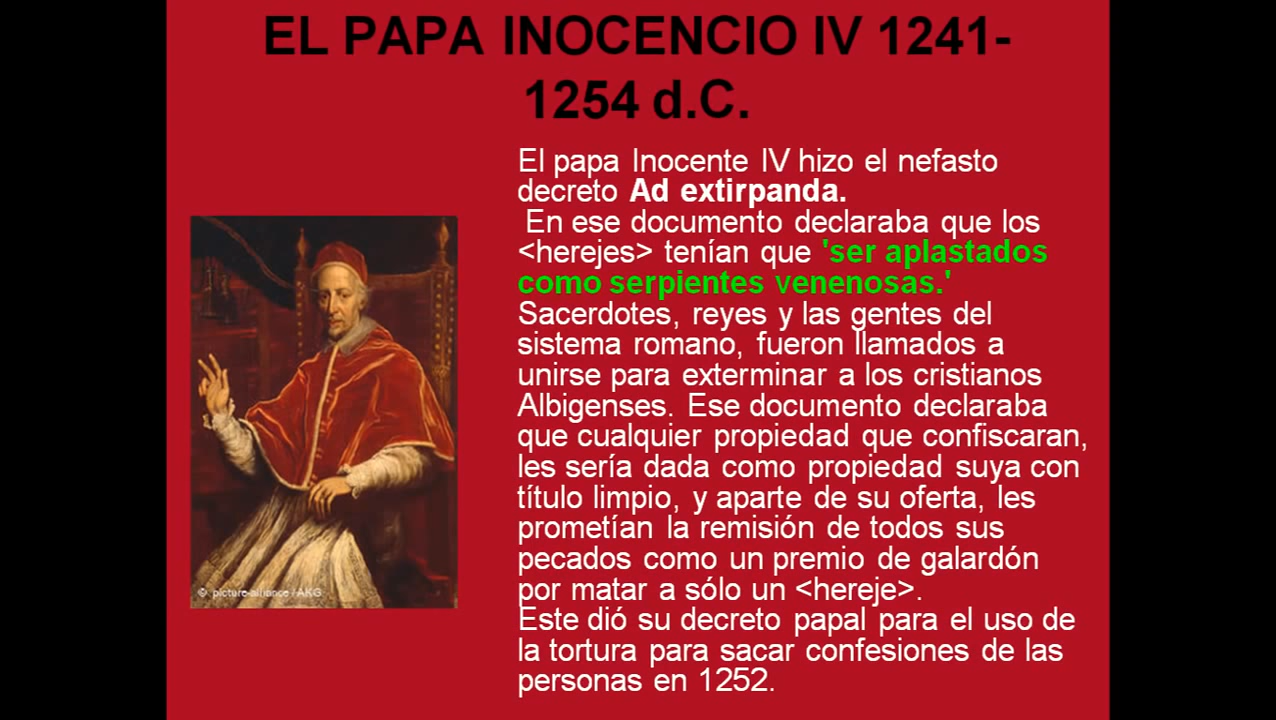 EL PAPA INOCENCIO IV 1241-
1254 d.C.
El papa Inocente IV hizo el nefasto
decreto Ad extirpanda.
En ese documento declaraba que los
<herejes> tenían que 'ser aplastados
como serpientes venenosas.'
Sacerdotes, reyes y las gentes del
sistema romano, fueron llamados a
unirse para exterminar a los cristianos
Albigenses. Ese documento declaraba
que cualquier propiedad que confiscaran,
les sería dada como propiedad suya con
título limpio, y aparte de su oferta, les
prometían la remisión de todos sus
pecados como un premio de galardón
por matar a sólo un <hereje>.
Este dió su decreto papal para el uso de
la tortura para sacar confesiones de las
personas en 1252.
© picture-alliance / AKG